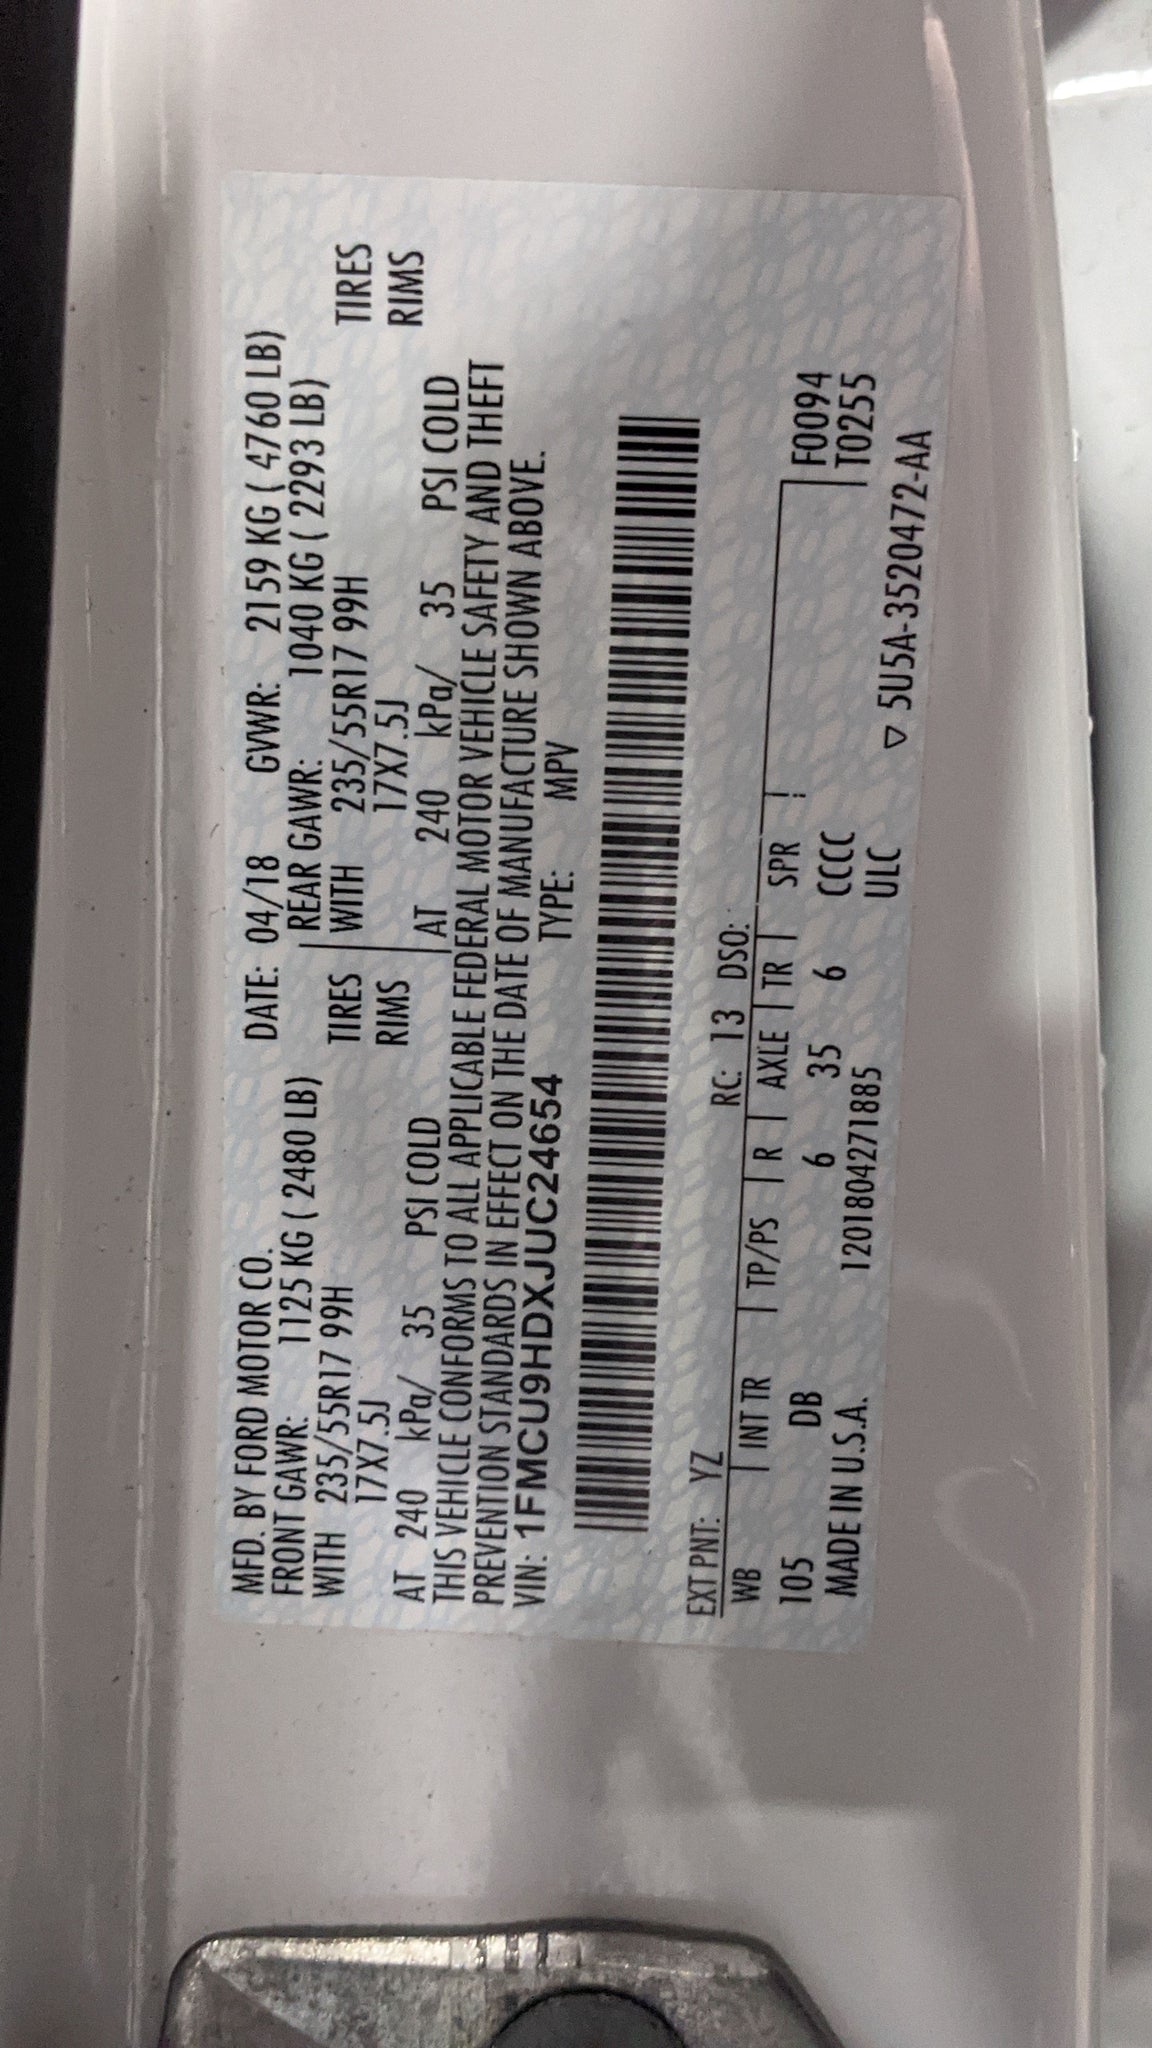 MFD. BY FORD MOTOR CO. DATE: 04/18 GVWR: 2159 KG ( 4760 LB)
FRONT GAWR: 1125 KG ( 2480 LB) REAR GAWR: 1040 KG ( 2293 LB)
WITH 235/55R17 99H TIRES WITH 235/55R17 99H TIRES
17X7.5J RIMS 17X7.5J RIMS
AT 240 kPa/ 35 PSI COLD AT 240 kPa/ 35 PSI COLD
THIS VEHICLE CONFORMS TO ALL APPLICABLE FEDERAL MOTOR VEHICLE SAFETY AND THEFT
PREVENTION STANDARDS IN EFFECT ON THE DATE OF MANUFACTURE SHOWN ABOVE.
VIN: 1FMCU9HDXJUC24654 TYPE: MPV
EXT PNT: YZ RC: 13 DSO:
WB | INT TR | TP/PS | R | AXLE | TR | SPR F0094
105 DB 6 35 6 CCCC T0255
MADE IN U.S.A. 1201804271885 ULC
▽ 5U5A-3520472-AA